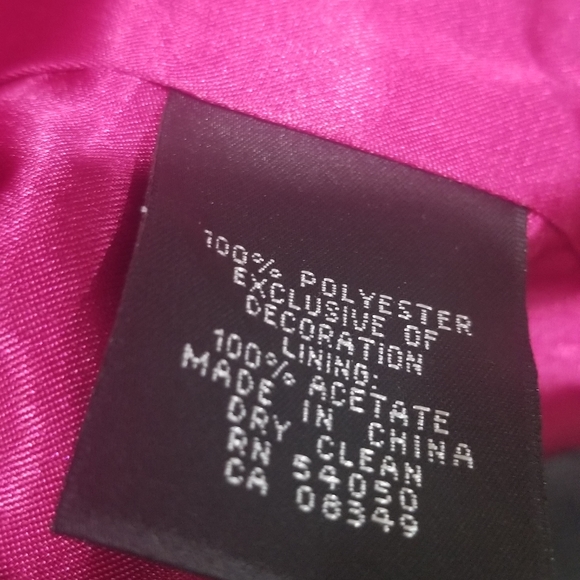 100% POLYESTER
EXCLUSIVE OF
DECORATION
LINING:
100% ACETATE
MADE IN CHINA
DRY CLEAN
RN 54050
CA 08349